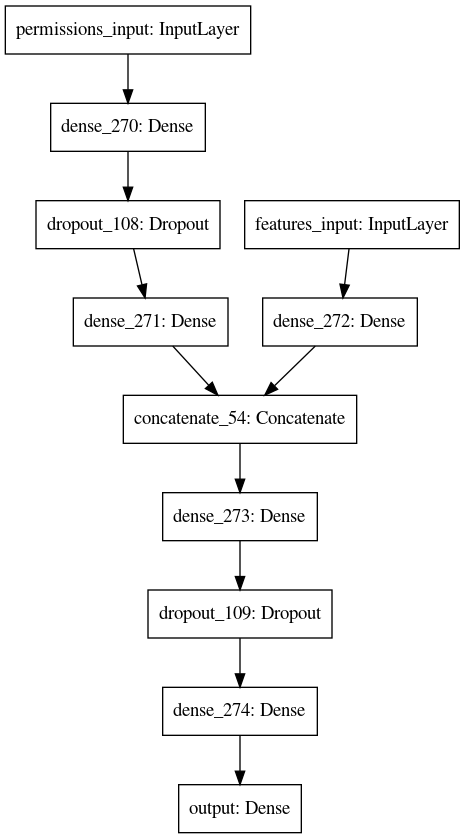 permissions_input: InputLayer
dense_270: Dense
dropout_108: Dropout
features_input: InputLayer
dense_271: Dense
dense_272: Dense
concatenate_54: Concatenate
dense_273: Dense
dropout_109: Dropout
dense_274: Dense
output: Dense